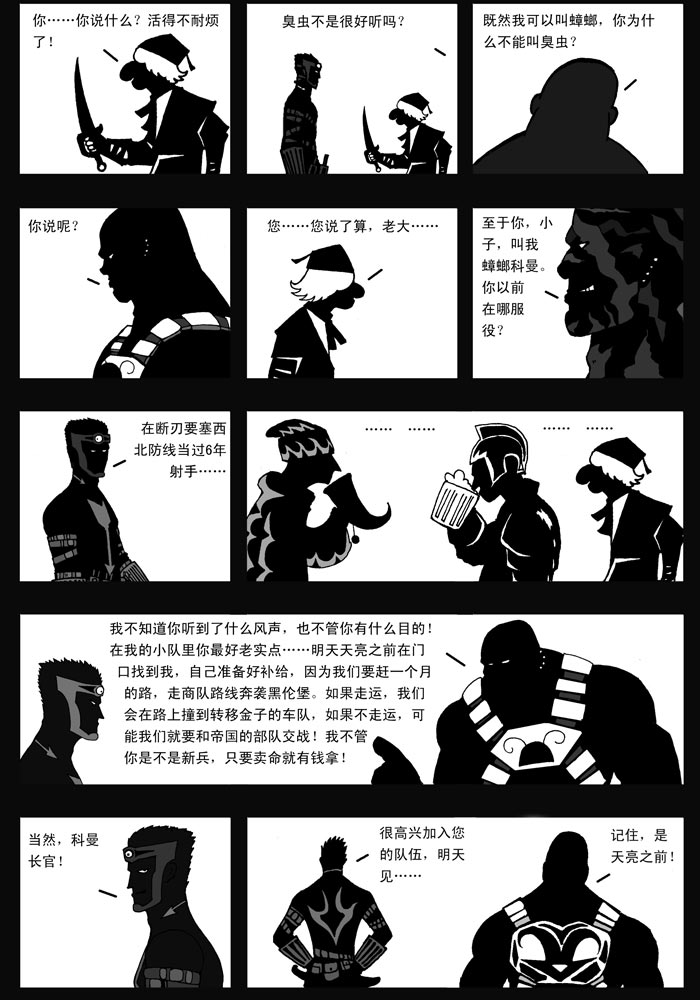 你……你说什么？活得不耐烦
了！
臭虫不是很好听吗？
既然我可以叫蟑螂，你为什
么不能叫臭虫？
你说呢？
您……您说了算，老大……
至于你，小
子，叫我
蟑螂科曼。
你以前
在哪服
役？
在断刃要塞西
北防线当过6年
射手……
…… ……
…… ……
我不知道你听到了什么风声，也不管你有什么目的！
在我的小队里你最好老实点……明天天亮之前在门
口找到我，自己准备好补给，因为我们要赶一个月
的路，走商队路线奔袭黑伦堡。如果走运，我们
会在路上撞到转移金子的车队，如果不走运，可
能我们就要和帝国的部队交战！我不管
你是不是新兵，只要卖命就有钱拿！
当然，科曼
长官！
很高兴加入您
的队伍，明天
见……
记住，是
天亮之前！